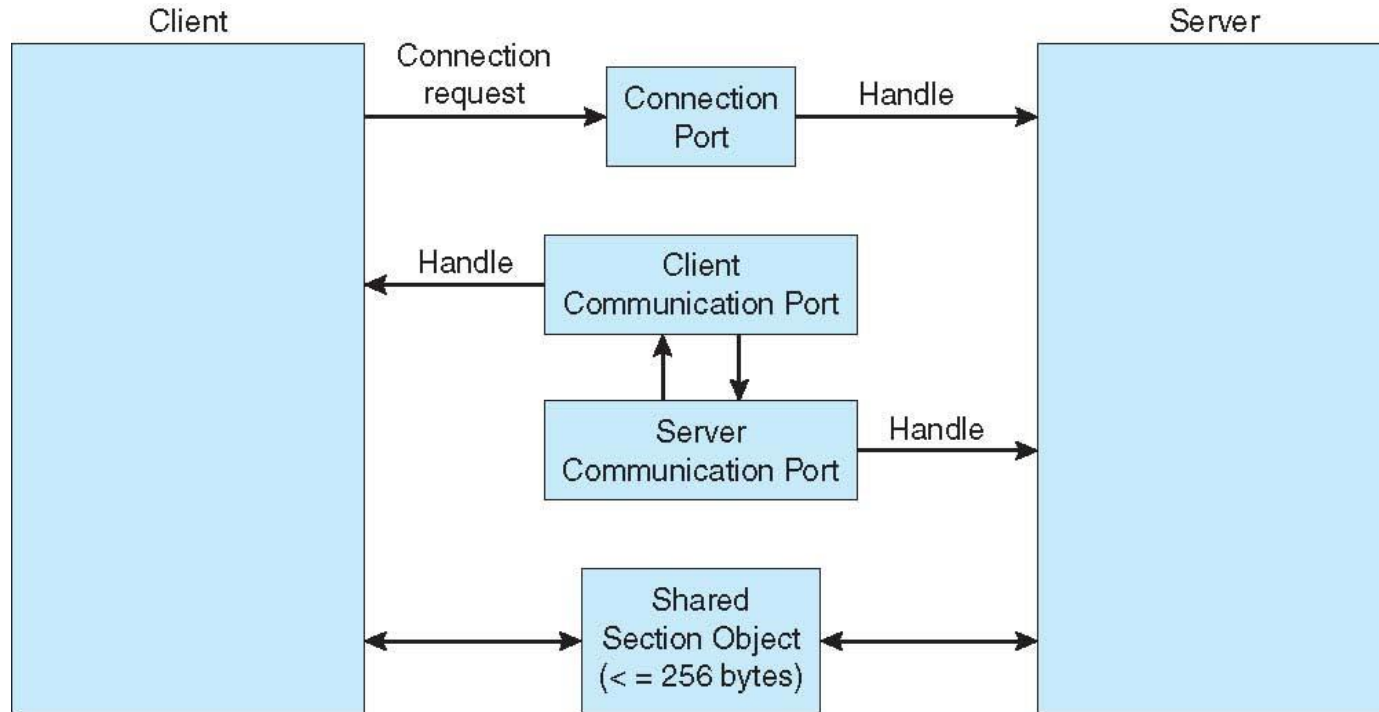 Client
Server
Connection
request
Connection
Port
Handle
Handle
Client
Communication Port
Server
Communication Port
Handle
Shared
Section Object
(< = 256 bytes)